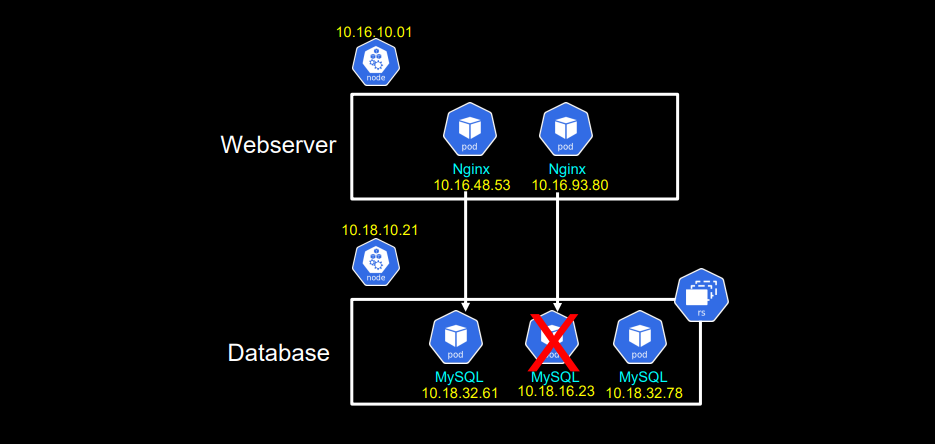 10.16.10.01
node
Webserver
pod
pod
Nginx
Nginx
10.16.48.53
10.16.93.80
10.18.10.21
node
rs
Database
pod
pod
pod
MySQL
MySQL
MySQL
10.18.32.61
10.18.16.23
10.18.32.78